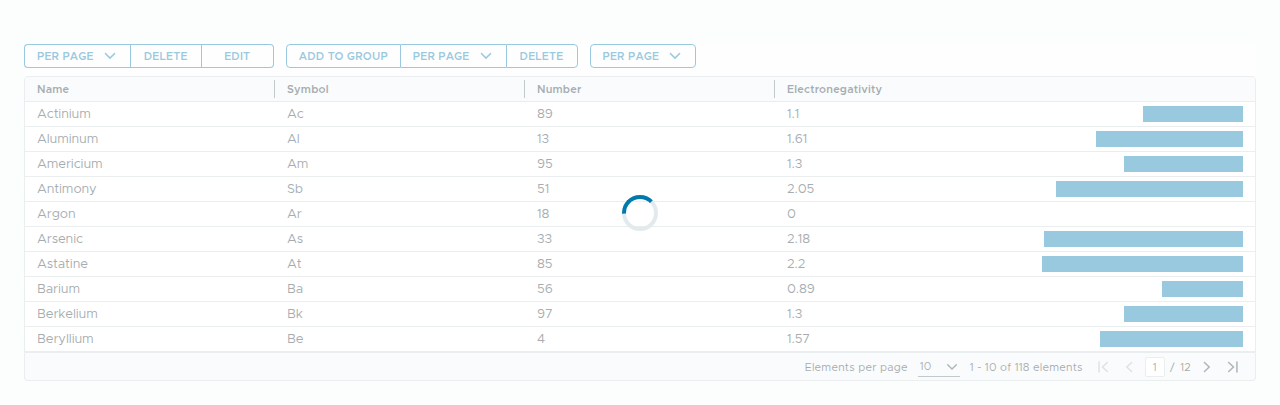 PER PAGE DELETE EDIT ADD TO GROUP PER PAGE DELETE PER PAGE
Name Symbol Number Electronegativity
Actinium Ac 89 1.1
Aluminum Al 13 1.61
Americium Am 95 1.3
Antimony Sb 51 2.05
Argon Ar 18 0
Arsenic As 33 2.18
Astatine At 85 2.2
Barium Ba 56 0.89
Berkelium Bk 97 1.3
Beryllium Be 4 1.57
Elements per page 10 1 - 10 of 118 elements 1 / 12